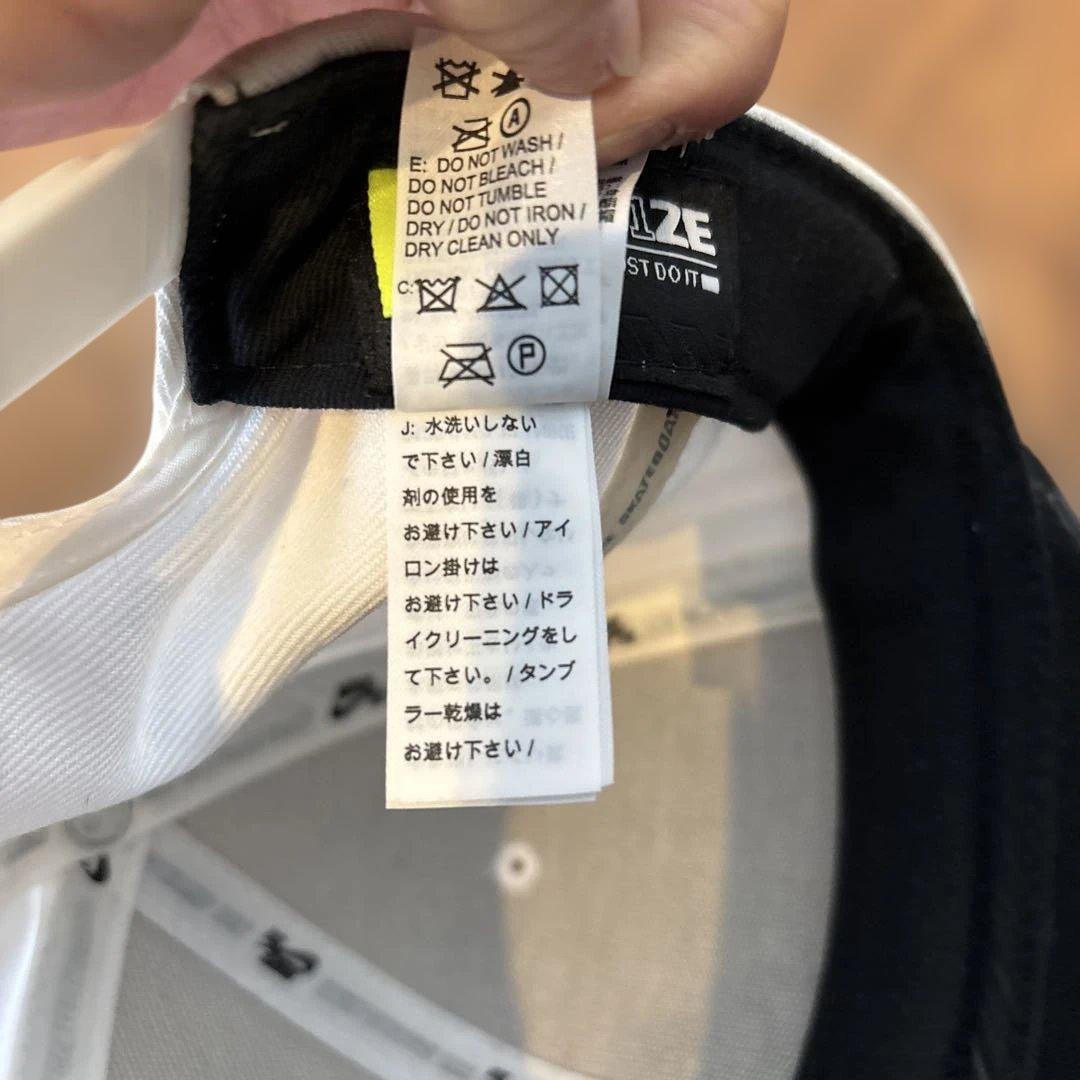 A
E: DO NOT WASH /
DO NOT BLEACH /
DO NOT TUMBLE
DRY / DO NOT IRON /
DRY CLEAN ONLY
C:
P
J: 水洗いしない
で下さい / 漂白
剤の使用を
お避け下さい / アイ
ロン掛けは
お避け下さい / ドラ
イクリーニングをし
て下さい。 / タンブ
ラー乾燥は
お避け下さい /
1ZE
ST DO IT
SKATEBOAR